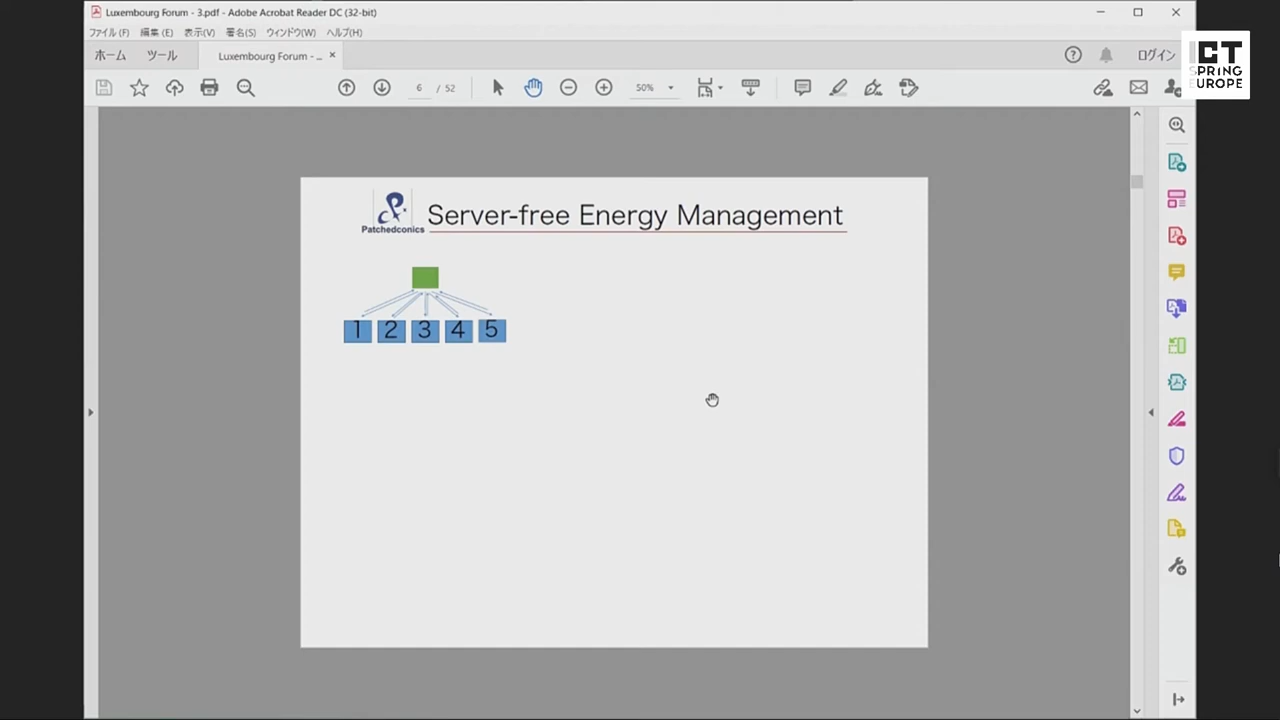 Luxembourg Forum - 3.pdf - Adobe Acrobat Reader DC (32-bit)
ファイル(F) 編集(E) 表示(V) 署名(S) ウィンドウ(W) ヘルプ(H)
ホーム ツール Luxembourg Forum - ... × ログイン
6 / 52 50%
ICT
SPRING
EUROPE
Patchedconics
Server-free Energy Management
1 2 3 4 5